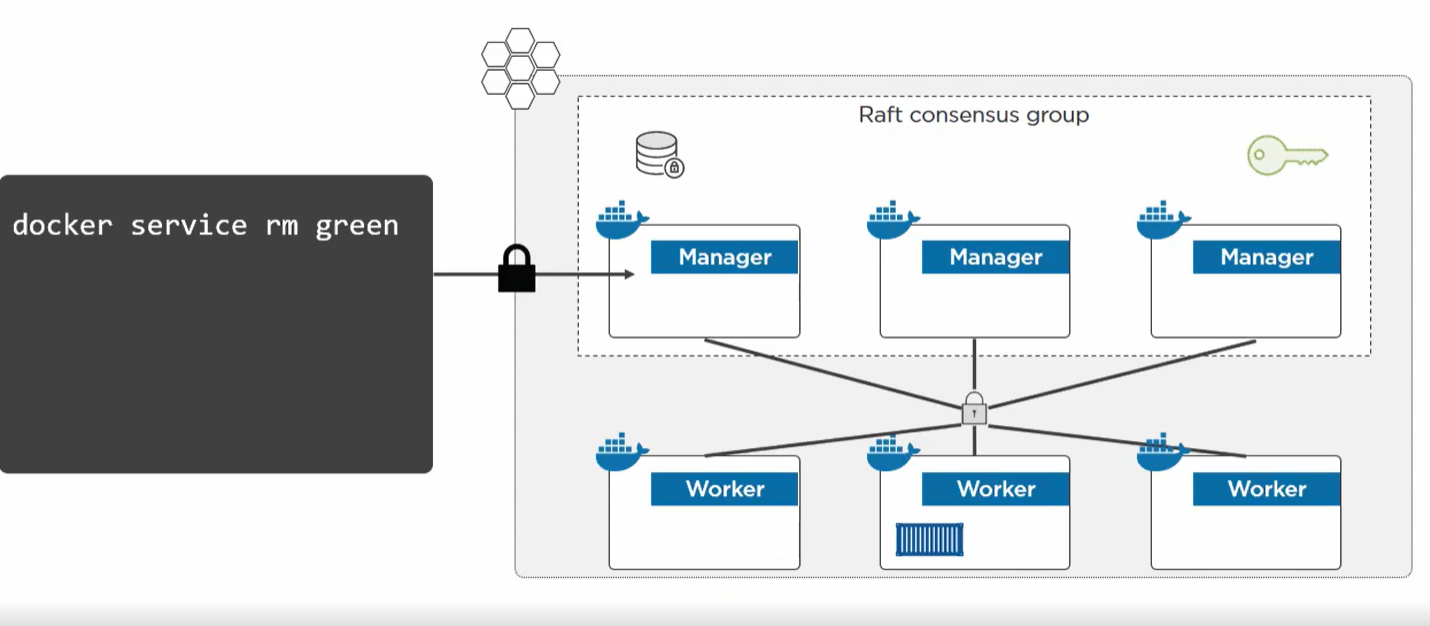 Raft consensus group
docker service rm green
Manager
Manager
Manager
Worker
Worker
Worker